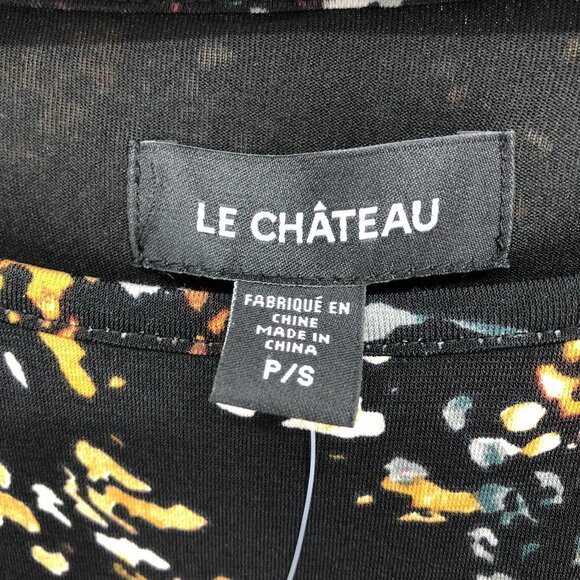 LE CHÂTEAU
FABRIQUÉ EN
CHINE
MADE IN
CHINA
P/S